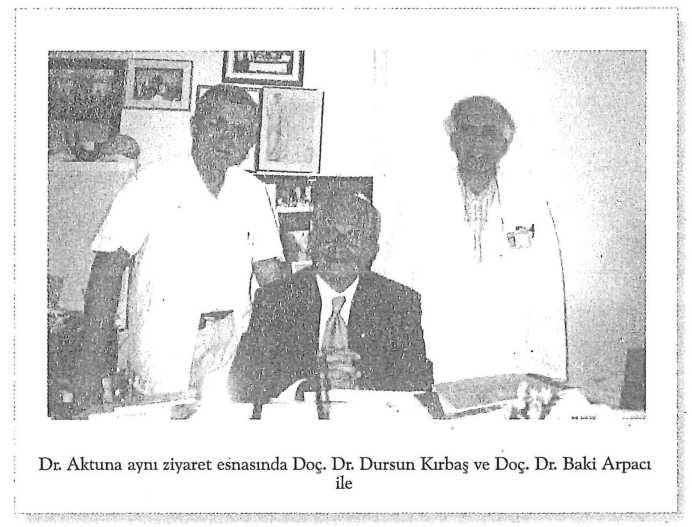 Dr. Aktuna aynı ziyaret esnasında Doç. Dr. Dursun Kırbaş ve Doç. Dr. Baki Arpacı
ile